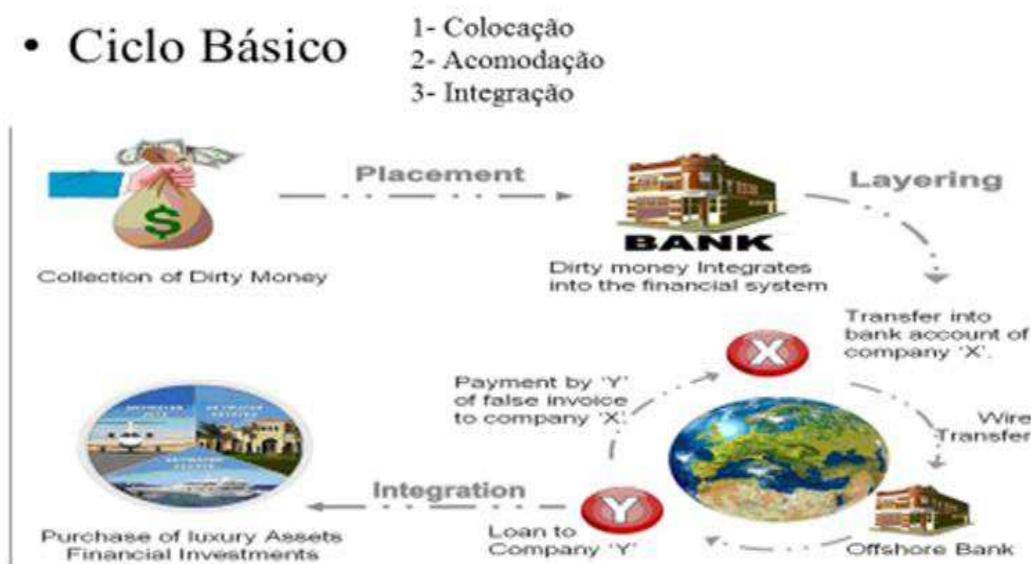 • Ciclo Básico
1- Colocação
2- Acomodação
3- Integração
Placement
Layering
$
BANK
Collection of Dirty Money
Dirty money Integrates
into the financial system
Transfer into
bank account of
company 'X'.
X
Payment by 'Y'
of false invoice
to company 'X'.
Wire
Transfer
Integration
Y
Purchase of luxury Assets
Financial Investments
Loan to
Company 'Y'
Offshore Bank